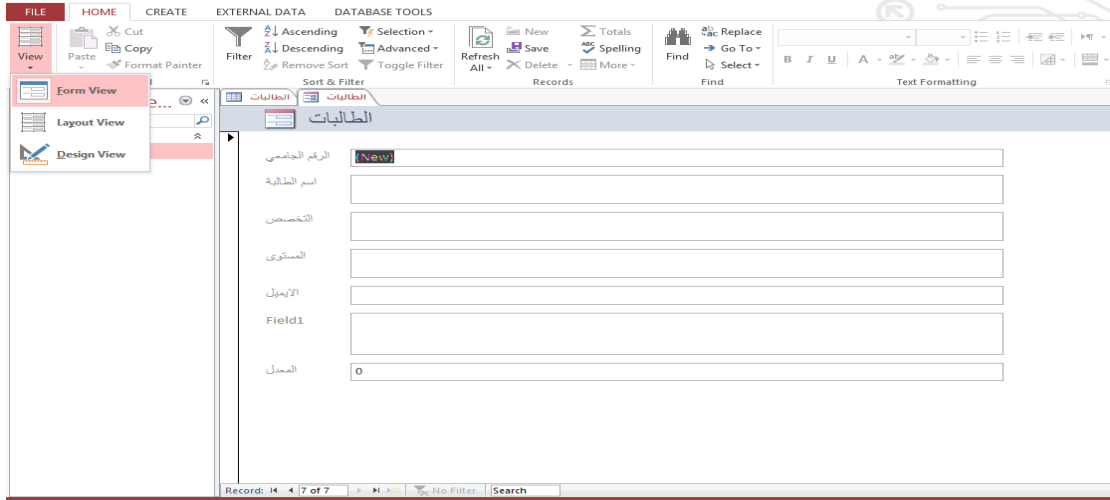 FILE HOME CREATE EXTERNAL DATA DATABASE TOOLS
View
Paste
Cut
Copy
Format Painter
Filter
Ascending
Descending
Remove Sort
Selection
Advanced
Toggle Filter
Sort & Filter
Refresh All
New
Save
Delete
Totals
Spelling
More
Records
Find
Replace
Go To
Select
Find
B I U A
Text Formatting
Form View
Layout View
Design View
الطالبات
الطالبات
الطالبات
الرقم الجامعي (New)
اسم الطالبة
التخصص
المستوى
الايميل
Field1
المعدل 0
Record: 7 of 7 No Filter Search